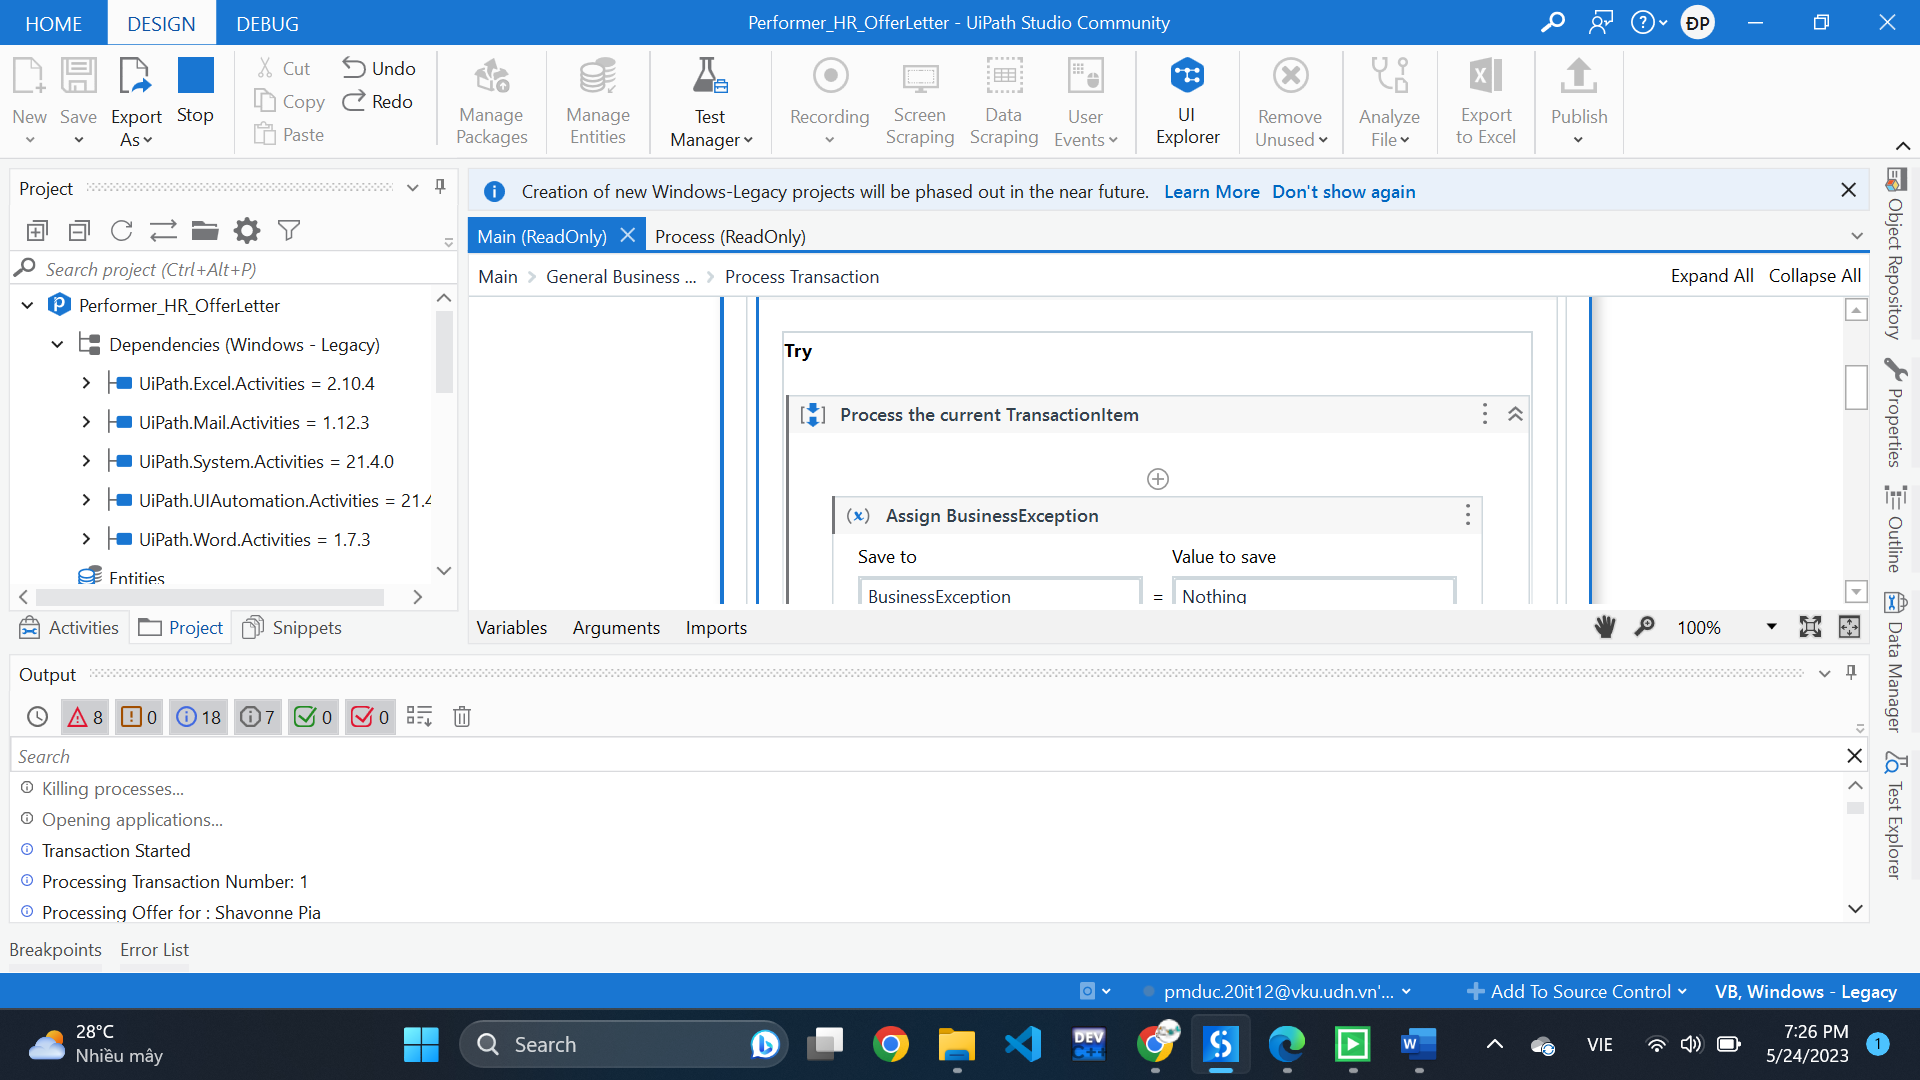 HOME DESIGN DEBUG Performer_HR_OfferLetter - UiPath Studio Community ĐP
New Save Export As Stop
Cut Copy Paste
Undo Redo
Manage Packages
Manage Entities
Test Manager
Recording
Screen Scraping
Data Scraping
User Events
UI Explorer
Remove Unused
Analyze File
Export to Excel
Publish
Project
Search project (Ctrl+Alt+P)
Performer_HR_OfferLetter
Dependencies (Windows - Legacy)
UiPath.Excel.Activities = 2.10.4
UiPath.Mail.Activities = 1.12.3
UiPath.System.Activities = 21.4.0
UiPath.UIAutomation.Activities = 21.4
UiPath.Word.Activities = 1.7.3
Entities
Activities Project Snippets
Creation of new Windows-Legacy projects will be phased out in the near future. Learn More Don't show again
Main (ReadOnly) Process (ReadOnly)
Main General Business ... Process Transaction Expand All Collapse All
Try
Process the current TransactionItem
(x) Assign BusinessException
Save to Value to save
BusinessException = Nothing
Variables Arguments Imports 100%
Object Repository
Properties
Outline
Data Manager
Test Explorer
Output
8 0 18 7 0 0
Search
Killing processes...
Opening applications...
Transaction Started
Processing Transaction Number: 1
Processing Offer for : Shavonne Pia
Breakpoints Error List
pmduc.20it12@vku.udn.vn'... Add To Source Control VB, Windows - Legacy
28°C
Nhiều mây
Search
DEV C++
W
VIE
7:26 PM
5/24/2023
1